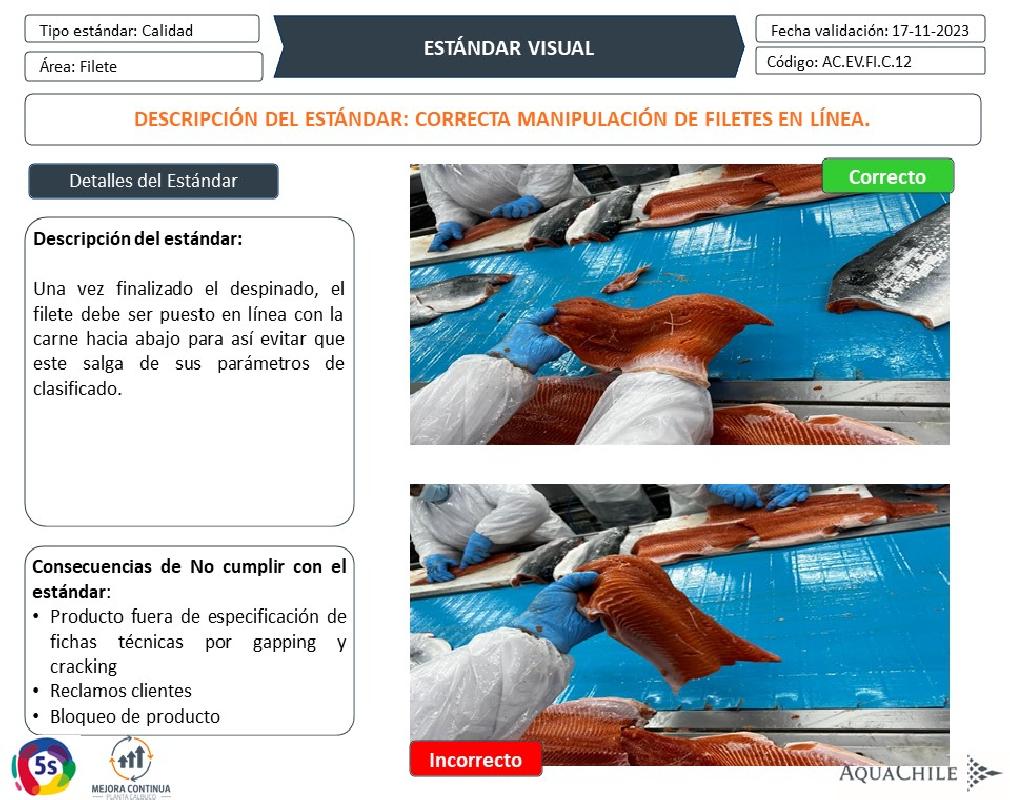 Tipo estándar: Calidad
Área: Filete
ESTÁNDAR VISUAL
Fecha validación: 17-11-2023
Código: AC.EV.FI.C.12
DESCRIPCIÓN DEL ESTÁNDAR: CORRECTA MANIPULACIÓN DE FILETES EN LÍNEA.
Detalles del Estándar
Descripción del estándar:
Una vez finalizado el despinado, el
filete debe ser puesto en línea con la
carne hacia abajo para así evitar que
este salga de sus parámetros de
clasificado.
Correcto
Consecuencias de No cumplir con el
estándar:
• Producto fuera de especificación de
fichas técnicas por gapping y
cracking
• Reclamos clientes
• Bloqueo de producto
Incorrecto
5s
MEJORA CONTINUA
PLANTA CALBUCO
AQUACHILE